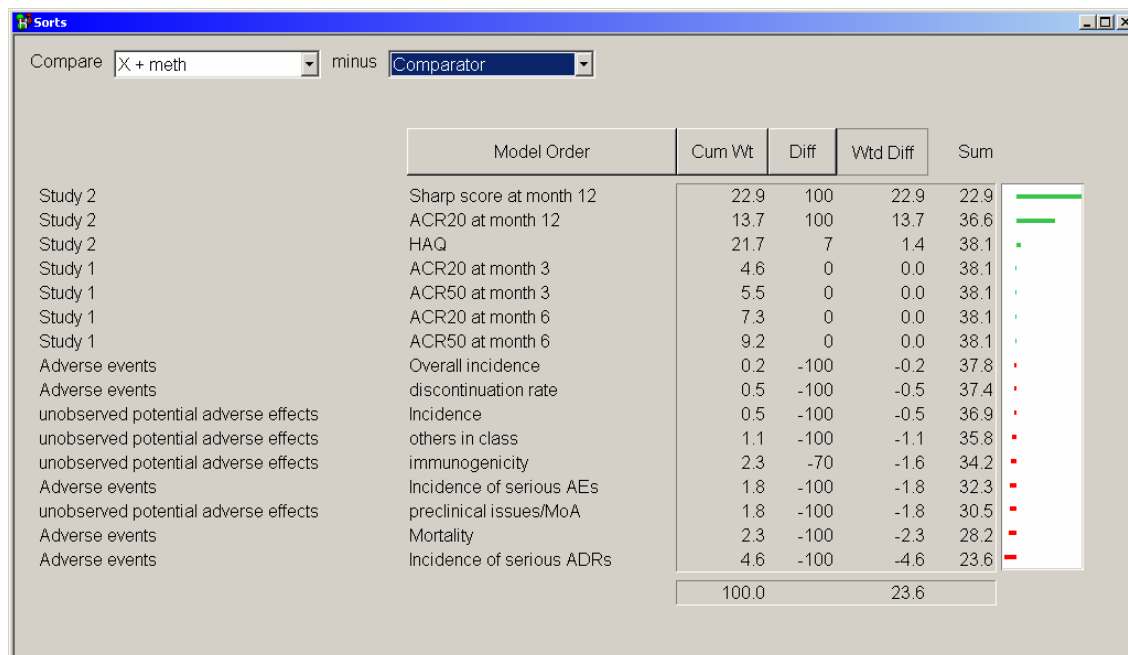 Sorts
Compare X + meth minus Comparator
Model Order Cum Wt Diff Wtd Diff Sum
Study 2 Sharp score at month 12 22.9 100 22.9 22.9
Study 2 ACR20 at month 12 13.7 100 13.7 36.6
Study 2 HAQ 21.7 7 1.4 38.1
Study 1 ACR20 at month 3 4.6 0 0.0 38.1
Study 1 ACR50 at month 3 5.5 0 0.0 38.1
Study 1 ACR20 at month 6 7.3 0 0.0 38.1
Study 1 ACR50 at month 6 9.2 0 0.0 38.1
Adverse events Overall incidence 0.2 -100 -0.2 37.8
Adverse events discontinuation rate 0.5 -100 -0.5 37.4
unobserved potential adverse effects Incidence 0.5 -100 -0.5 36.9
unobserved potential adverse effects others in class 1.1 -100 -1.1 35.8
unobserved potential adverse effects immunogenicity 2.3 -70 -1.6 34.2
Adverse events Incidence of serious AEs 1.8 -100 -1.8 32.3
unobserved potential adverse effects preclinical issues/MoA 1.8 -100 -1.8 30.5
Adverse events Mortality 2.3 -100 -2.3 28.2
Adverse events Incidence of serious ADRs 4.6 -100 -4.6 23.6
100.0 23.6